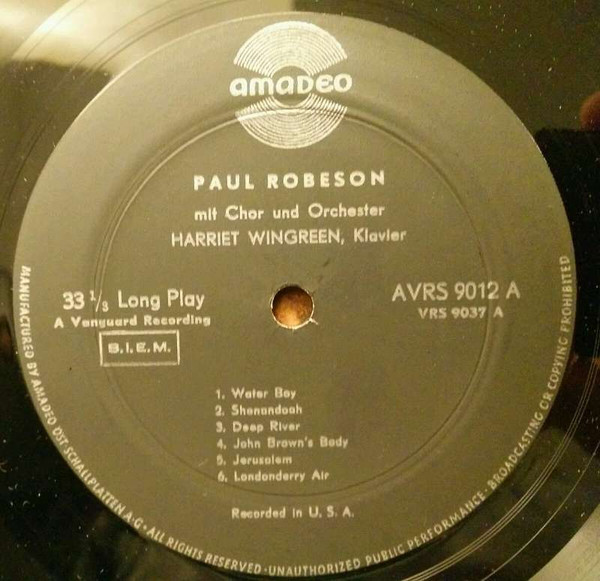 amadeo
PAUL ROBESON
mit Chor und Orchester
HARRIET WINGREEN, Klavier
33 1/3 Long Play
A Vanguard Recording
B.I.E.M.
AVRS 9012 A
VRS 9037 A
1. Water Boy
2. Shenandoah
3. Deep River
4. John Brown's Body
5. Jerusalem
6. Londonderry Air
Recorded in U. S. A.
MANUFACTURED BY AMADEO ÖST. SCHALLPLATTEN A.G. · ALL RIGHTS RESERVED · UNAUTHORIZED PUBLIC PERFORMANCE · BROADCASTING OR COPYING PROHIBITED